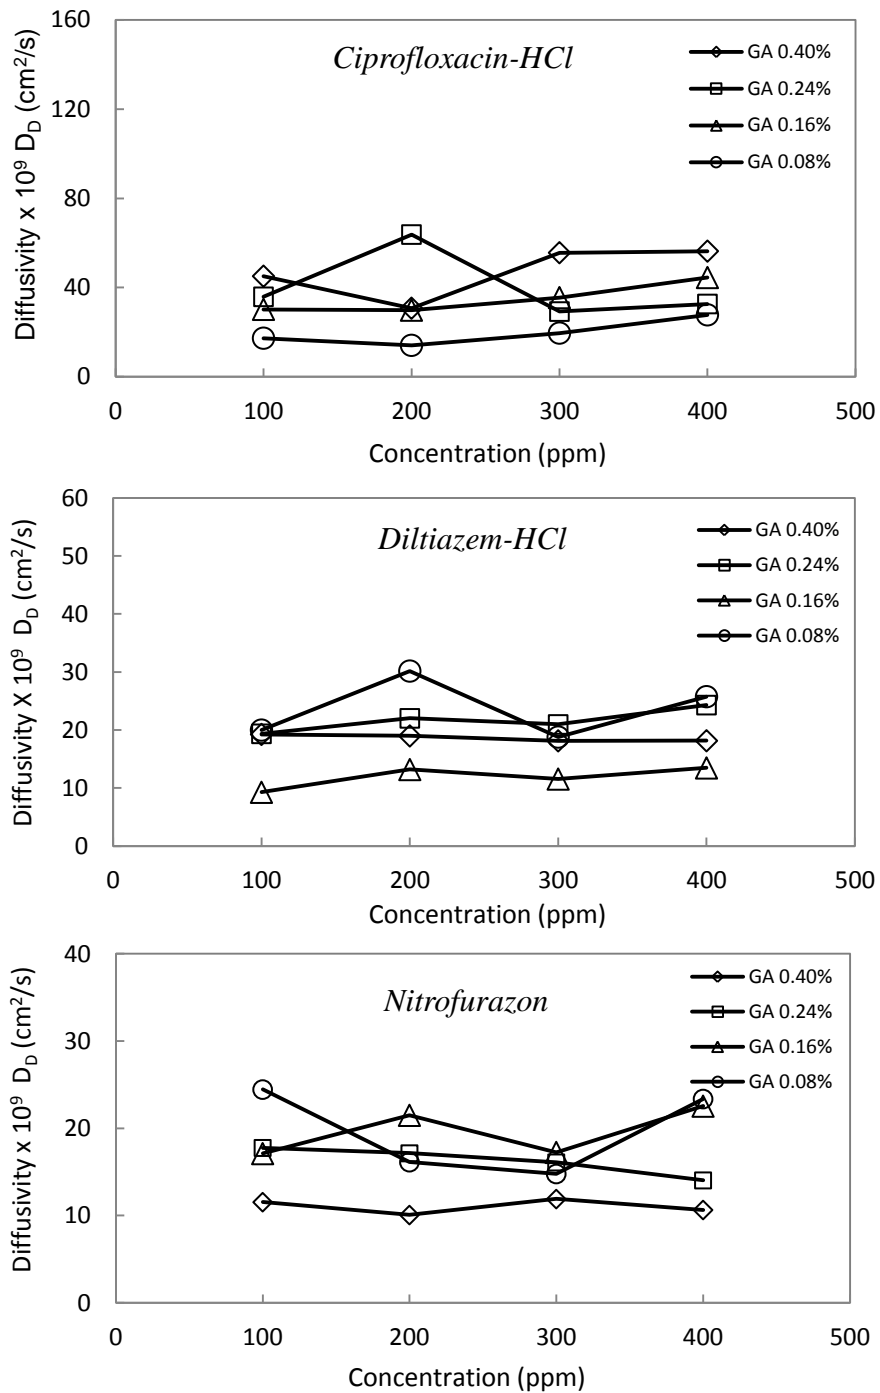 Ciprofloxacin-HCl
Diffusivity x 10⁹ D_D (cm²/s)
160
120
80
40
0
GA 0.40%
GA 0.24%
GA 0.16%
GA 0.08%
0 100 200 300 400 500
Concentration (ppm)
Diltiazem-HCl
Diffusivity X 10⁹ D_D (cm²/s)
60
50
40
30
20
10
0
GA 0.40%
GA 0.24%
GA 0.16%
GA 0.08%
0 100 200 300 400 500
Concentration (ppm)
Nitrofurazon
Diffusivity x 10⁹ D_D (cm²/s)
40
30
20
10
0
GA 0.40%
GA 0.24%
GA 0.16%
GA 0.08%
0 100 200 300 400 500
Concentration (ppm)